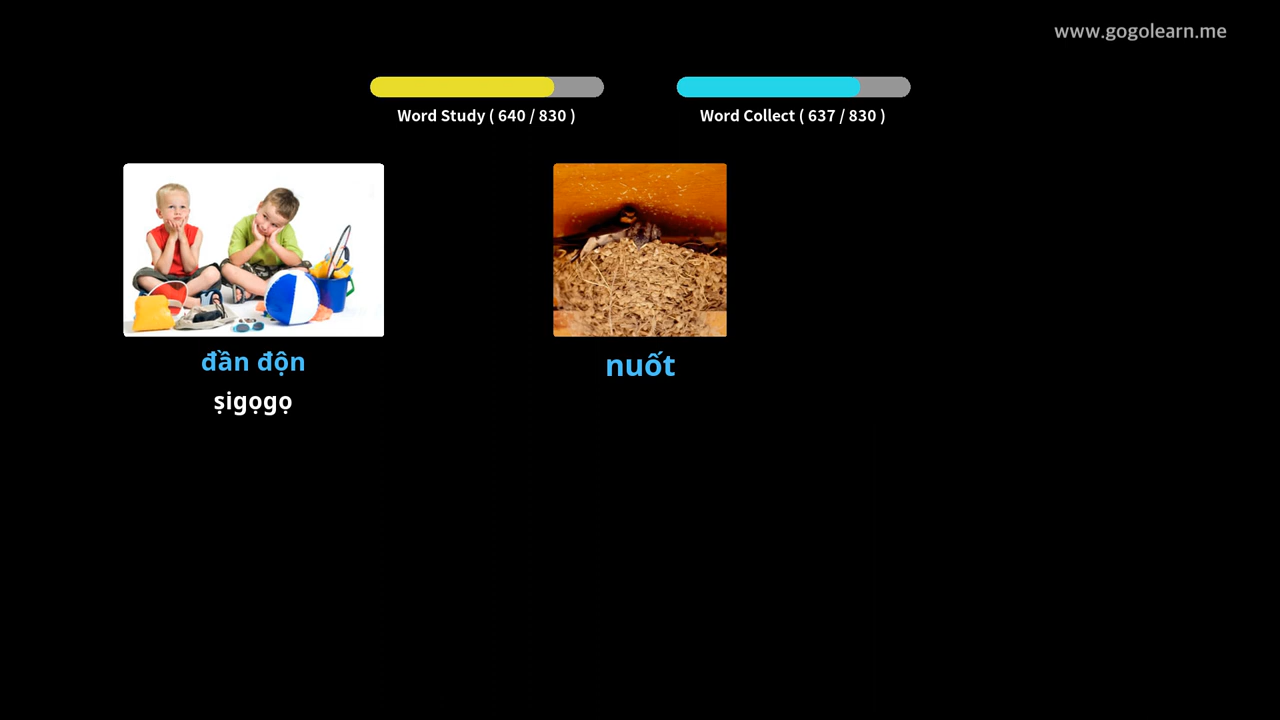 www.gogolearn.me
Word Study ( 640 / 830 )
Word Collect ( 637 / 830 )
đần độn
ṣigọgọ
nuốt